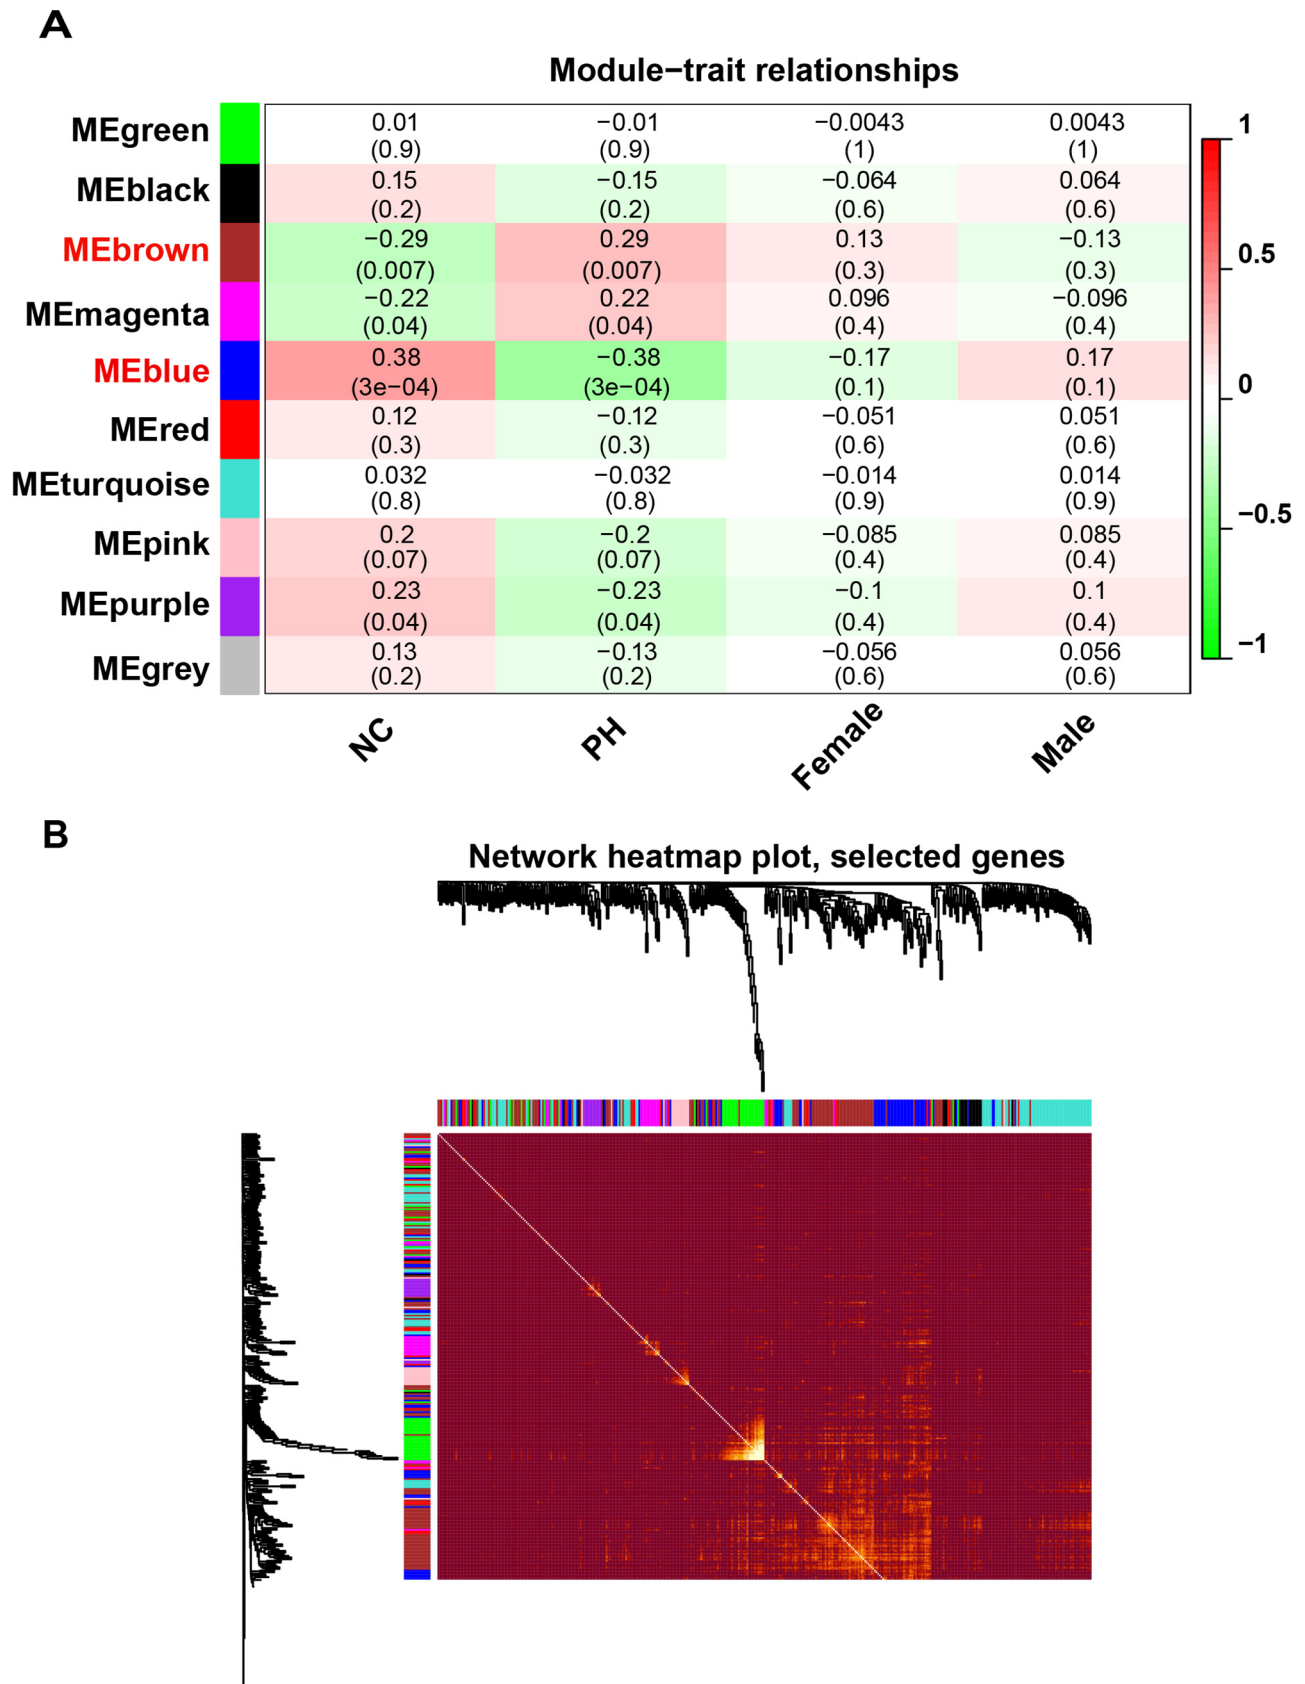 A
Module−trait relationships
MEgreen 0.01 −0.01 −0.0043 0.0043
(0.9) (0.9) (1) (1)
MEblack 0.15 −0.15 −0.064 0.064
(0.2) (0.2) (0.6) (0.6)
MEbrown −0.29 0.29 0.13 −0.13
(0.007) (0.007) (0.3) (0.3)
MEmagenta −0.22 0.22 0.096 −0.096
(0.04) (0.04) (0.4) (0.4)
MEblue 0.38 −0.38 −0.17 0.17
(3e−04) (3e−04) (0.1) (0.1)
MEred 0.12 −0.12 −0.051 0.051
(0.3) (0.3) (0.6) (0.6)
MEturquoise 0.032 −0.032 −0.014 0.014
(0.8) (0.8) (0.9) (0.9)
MEpink 0.2 −0.2 −0.085 0.085
(0.07) (0.07) (0.4) (0.4)
MEpurple 0.23 −0.23 −0.1 0.1
(0.04) (0.04) (0.4) (0.4)
MEgrey 0.13 −0.13 −0.056 0.056
(0.2) (0.2) (0.6) (0.6)
1
0.5
0
−0.5
−1
NC PH Female Male
B
Network heatmap plot, selected genes